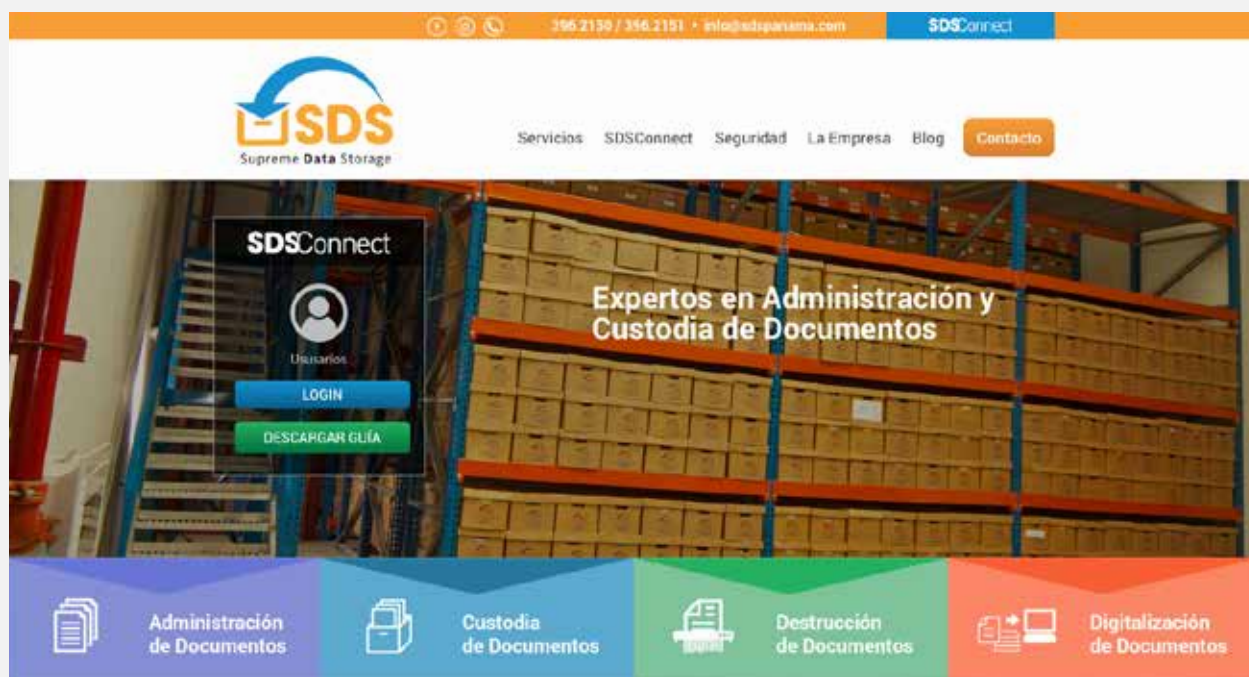 396.2130 / 396.2151 • info@sdspanama.com
SDSConnect
SDS
Supreme Data Storage
Servicios SDSConnect Seguridad La Empresa Blog Contacto
SDSConnect
Ususarios
LOGIN
DESCARGAR GUÍA
Expertos en Administración y
Custodia de Documentos
Administración
de Documentos
Custodia
de Documentos
Destrucción
de Documentos
Digitalización
de Documentos